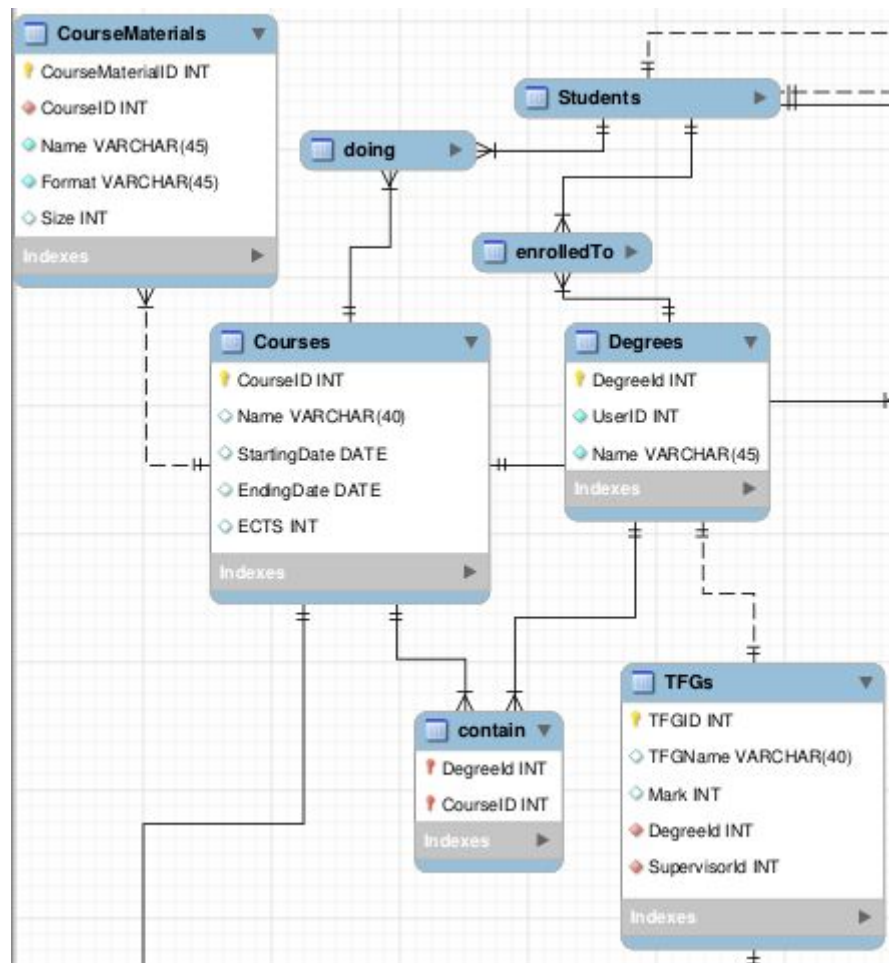 CourseMaterials
CourseMaterialID INT
CourseID INT
Name VARCHAR(45)
Format VARCHAR(45)
Size INT
Indexes
Students
doing
enrolledTo
Courses
CourseID INT
Name VARCHAR(40)
StartingDate DATE
EndingDate DATE
ECTS INT
Indexes
Degrees
DegreeId INT
UserID INT
Name VARCHAR(45)
Indexes
contain
DegreeId INT
CourseID INT
Indexes
TFGs
TFGID INT
TFGName VARCHAR(40)
Mark INT
DegreeId INT
SupervisorId INT
Indexes